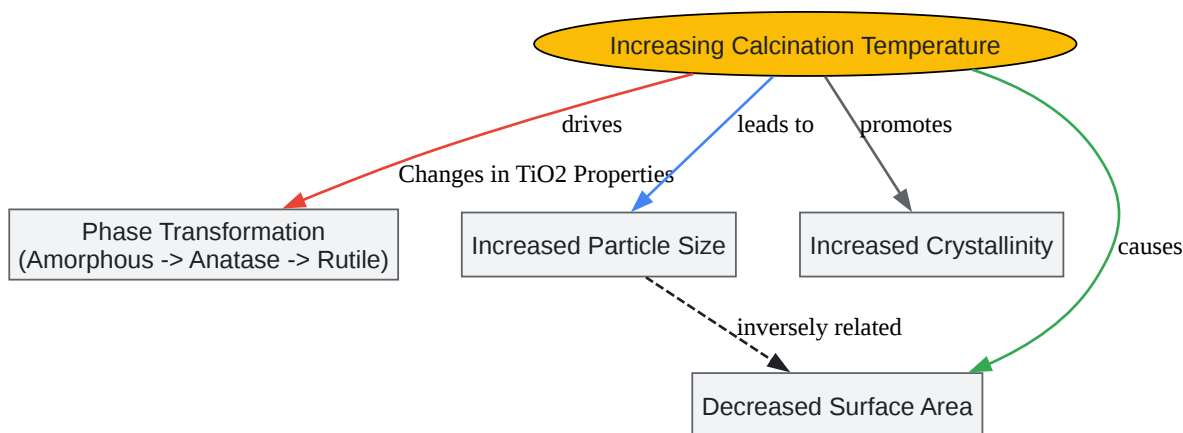 Increasing Calcination Temperature
drives
leads to
promotes
Changes in TiO2 Properties
Phase Transformation
(Amorphous -> Anatase -> Rutile)
Increased Particle Size
Increased Crystallinity
causes
inversely related
Decreased Surface Area